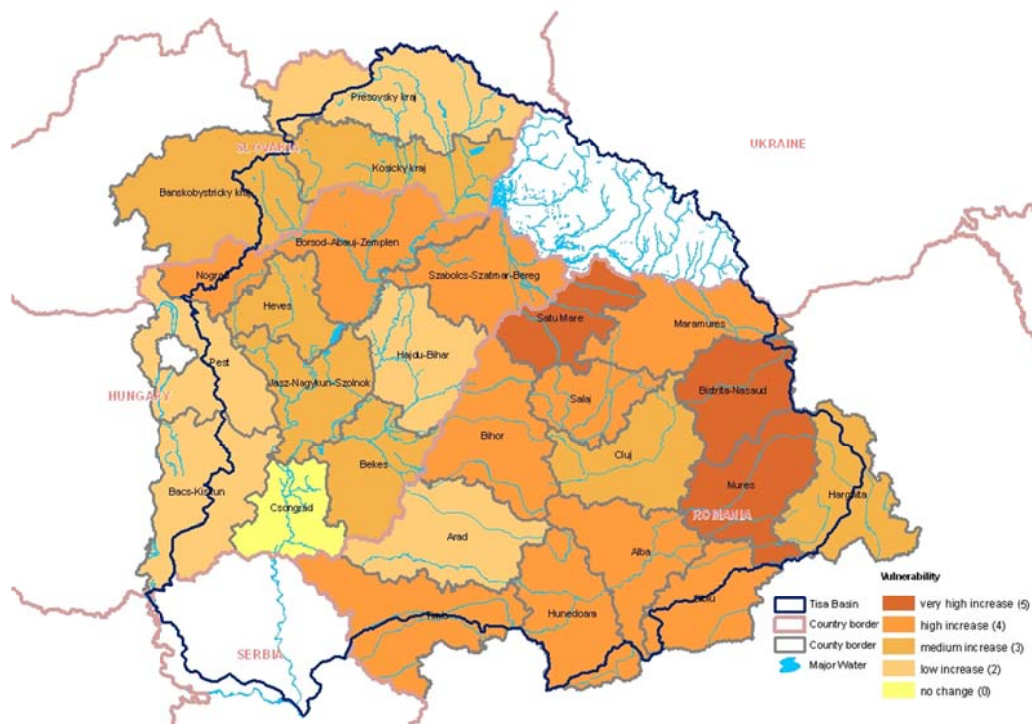 Presovsky kraj
UKRAINE
SLOVAKIA
Kosicky kraj
Banskobystricky kraj
Borsod-Abauj-Zemplen
Nograd
Szabolcs-Szatmar-Bereg
Heves
Satu Mare
Maramures
Pest
Hajdu-Bihar
Jasz-Nagykun-Szolnok
Bistrita-Nasaud
HUNGARY
Salaj
Bihor
Cluj
Bekes
Mures
Bacs-Kiskun
Harghita
Csongrad
ROMANIA
Arad
Alba
Hunedoara
Timis
Sibiu
SERBIA
Vulnerability
Tisa Basin
Country border
County border
Major Water
very high increase (5)
high increase (4)
medium increase (3)
low increase (2)
no change (0)